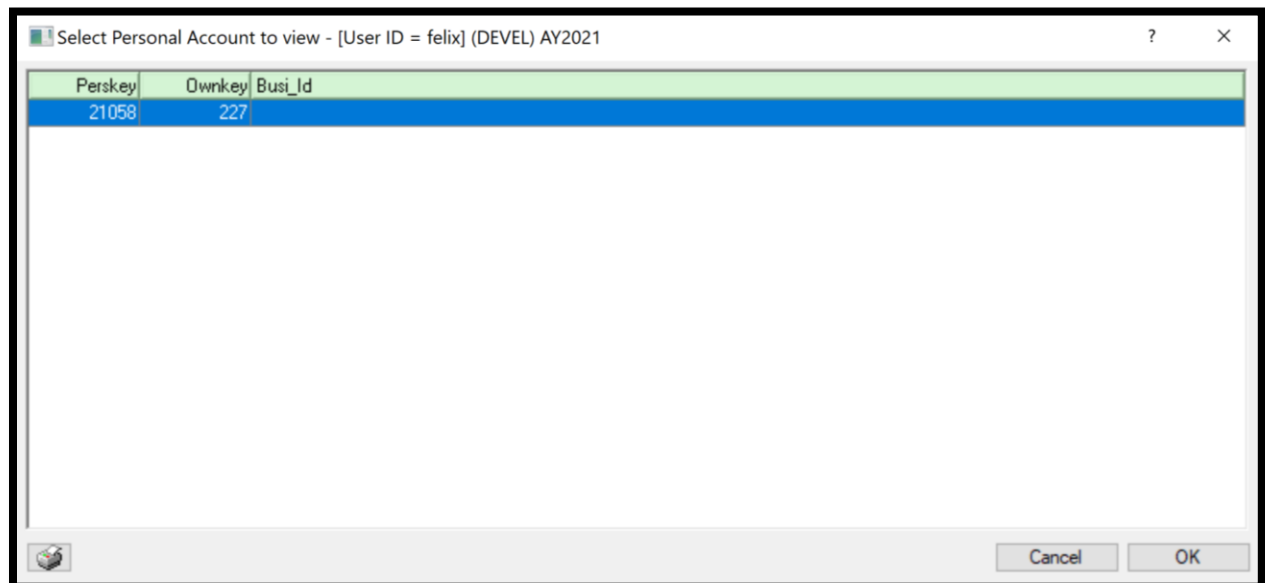 Select Personal Account to view - [User ID = felix] (DEVEL) AY2021 ? ×
Perskey Ownkey Busi_Id
21058 227
Cancel OK